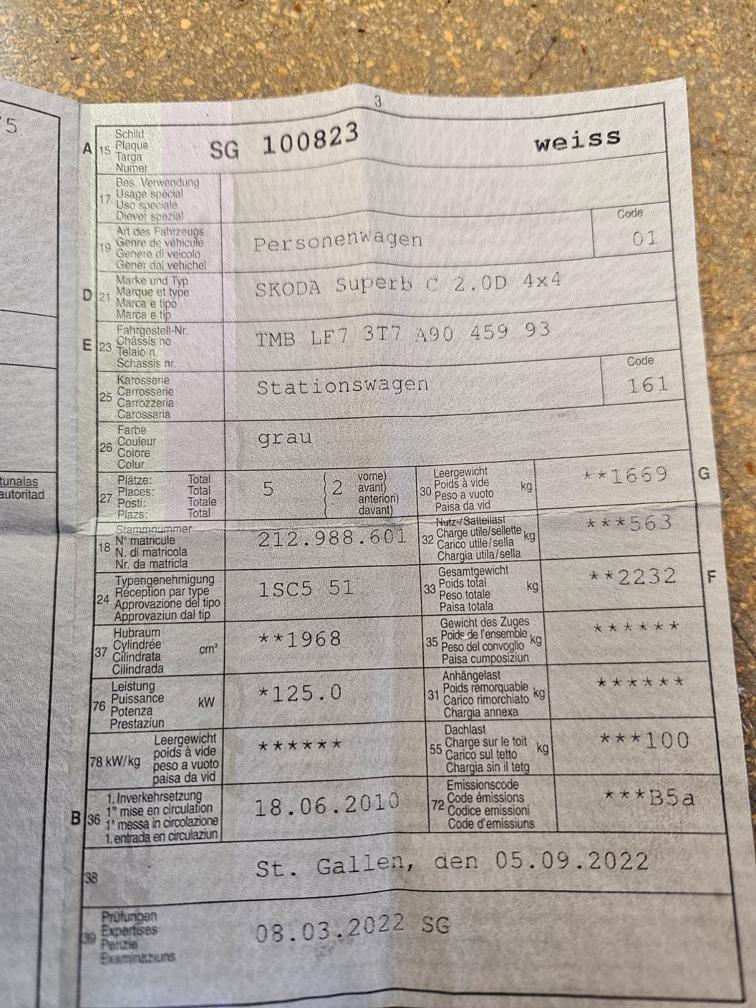 3
'5
A 15 Schild
Plaque
Targa
Numer
SG 100823 weiss
17 Bes. Verwendung
Usage spécial
Uso speciale
Diever spezial
19 Art des Fahrzeugs
Genre de véhicule
Genere di veicolo
Gener dal vehichel
Personenwagen
Code
01
D 21 Marke und Typ
Marque et type
Marca e tipo
Marca e tip
SKODA Superb C 2.0D 4x4
E 23 Fahrgestell-Nr.
Châssis no
Telaio n.
Schassis nr.
TMB LF7 3T7 A90 459 93
25 Karosserie
Carrosserie
Carrozzeria
Carossaria
Stationswagen
Code
161
26 Farbe
Couleur
Colore
Colur
grau
27 Plätze: Total
Places: Total
Posti: Totale
Plazs: Total
5 (2 vorne)
avant)
anteriori)
davant)
30 Leergewicht
Poids à vide
Peso a vuoto
Paisa da vid
kg
**1669 G
tunalas
autoritad
18 Stammnummer
N° matricule
N. di matricola
Nr. da matricla
212.988.601
32 Nutz-/Sattellast
Charge utile/sellette
Carico utile/sella
Chargia utila/sella
kg
***563
24 Typengenehmigung
Réception par type
Approvazione del tipo
Approvaziun dal tip
1SC5 51
33 Gesamtgewicht
Poids total
Peso totale
Paisa totala
kg
**2232 F
37 Hubraum
Cylindrée
Cilindrata
Cilindrada
cm³
**1968
35 Gewicht des Zuges
Poids de l'ensemble
Peso del convoglio
Paisa cumposiziun
kg
******
76 Leistung
Puissance
Potenza
Prestaziun
kW
*125.0
31 Anhängelast
Poids remorquable
Carico rimorchiato
Chargia annexa
kg
******
78 kW/kg Leergewicht
poids à vide
peso a vuoto
paisa da vid
******
55 Dachlast
Charge sur le toit
Carico sul tetto
Chargia sin il tetg
kg
***100
B 36 1. Inverkehrsetzung
1re mise en circulation
1a messa in circolazione
1. entrada en circulaziun
18.06.2010
72 Emissionscode
Code émissions
Codice emissioni
Code d'emissiuns
***B5a
38 St. Gallen, den 05.09.2022
39 Prüfungen
Expertises
Perizie
Examinaziuns
08.03.2022 SG